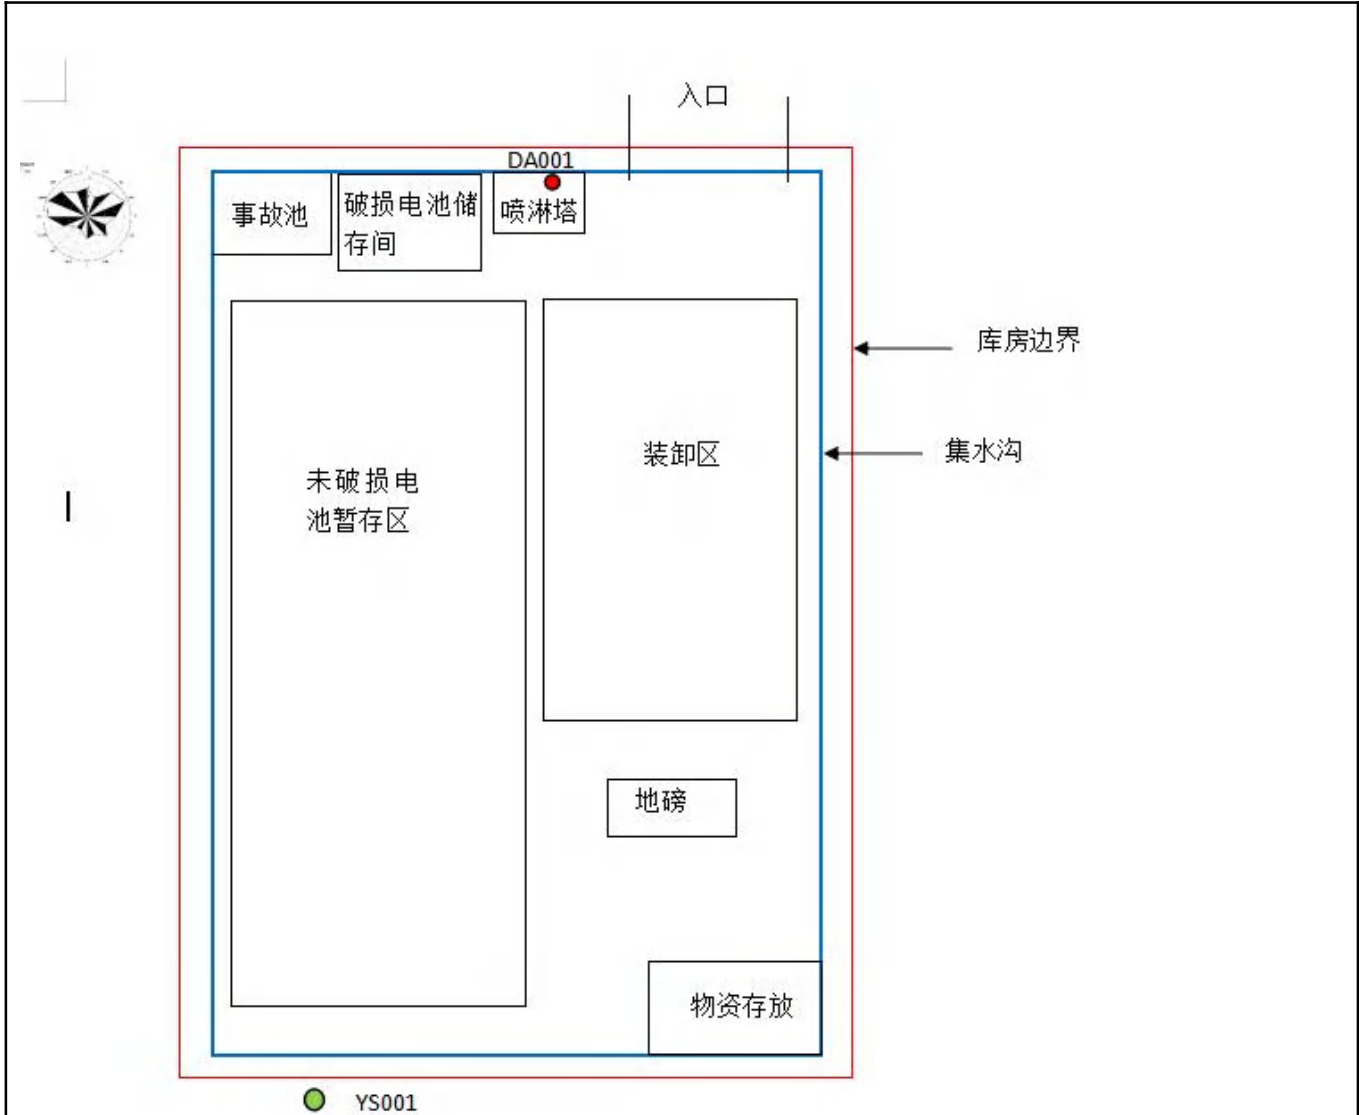 入口
DA001
事故池
破损电池储
存间
喷淋塔
库房边界
装卸区
集水沟
未破损电
池暂存区
地磅
物资存放
YS001